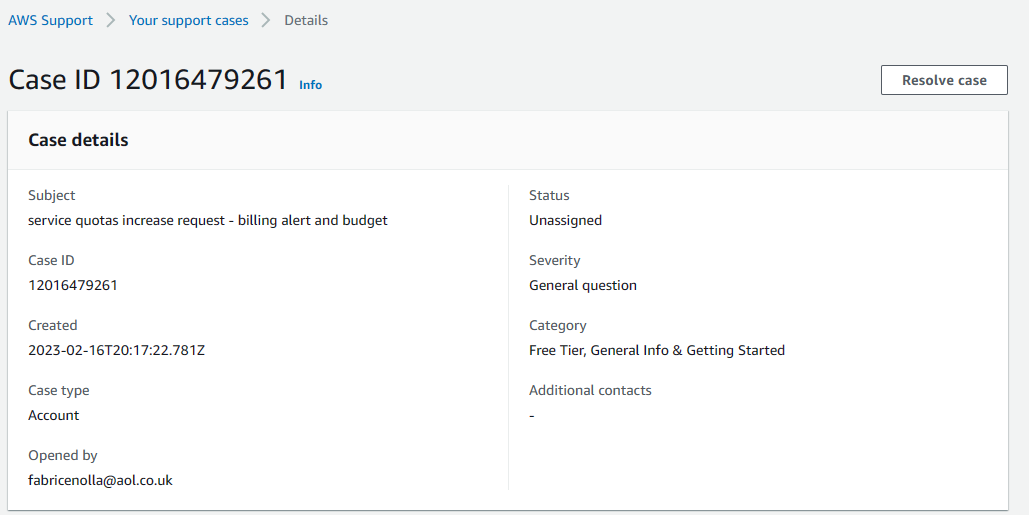 AWS Support > Your support cases > Details
Case ID 12016479261 Info
Resolve case
Case details
Subject
service quotas increase request - billing alert and budget
Case ID
12016479261
Created
2023-02-16T20:17:22.781Z
Case type
Account
Opened by
fabricenolla@aol.co.uk
Status
Unassigned
Severity
General question
Category
Free Tier, General Info & Getting Started
Additional contacts
-